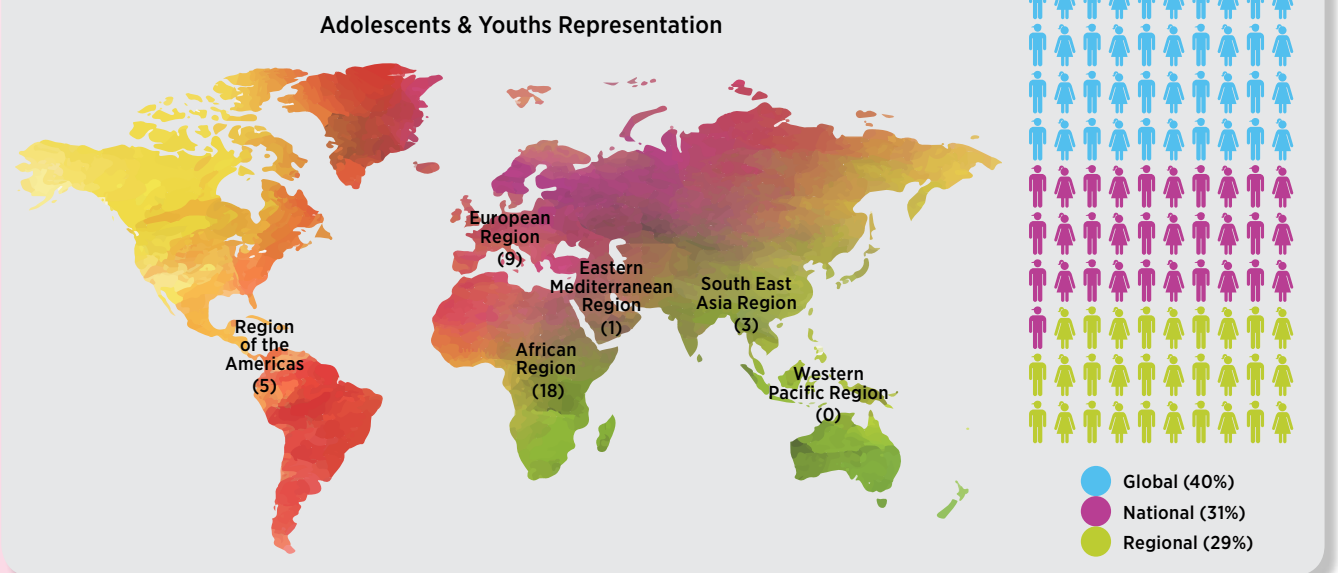 Adolescents & Youths Representation
European
Region
(9)
Eastern
Mediterranean
Region
(1)
South East
Asia Region
(3)
Region
of the
Americas
(5)
African
Region
(18)
Western
Pacific Region
(0)
Global (40%)
National (31%)
Regional (29%)